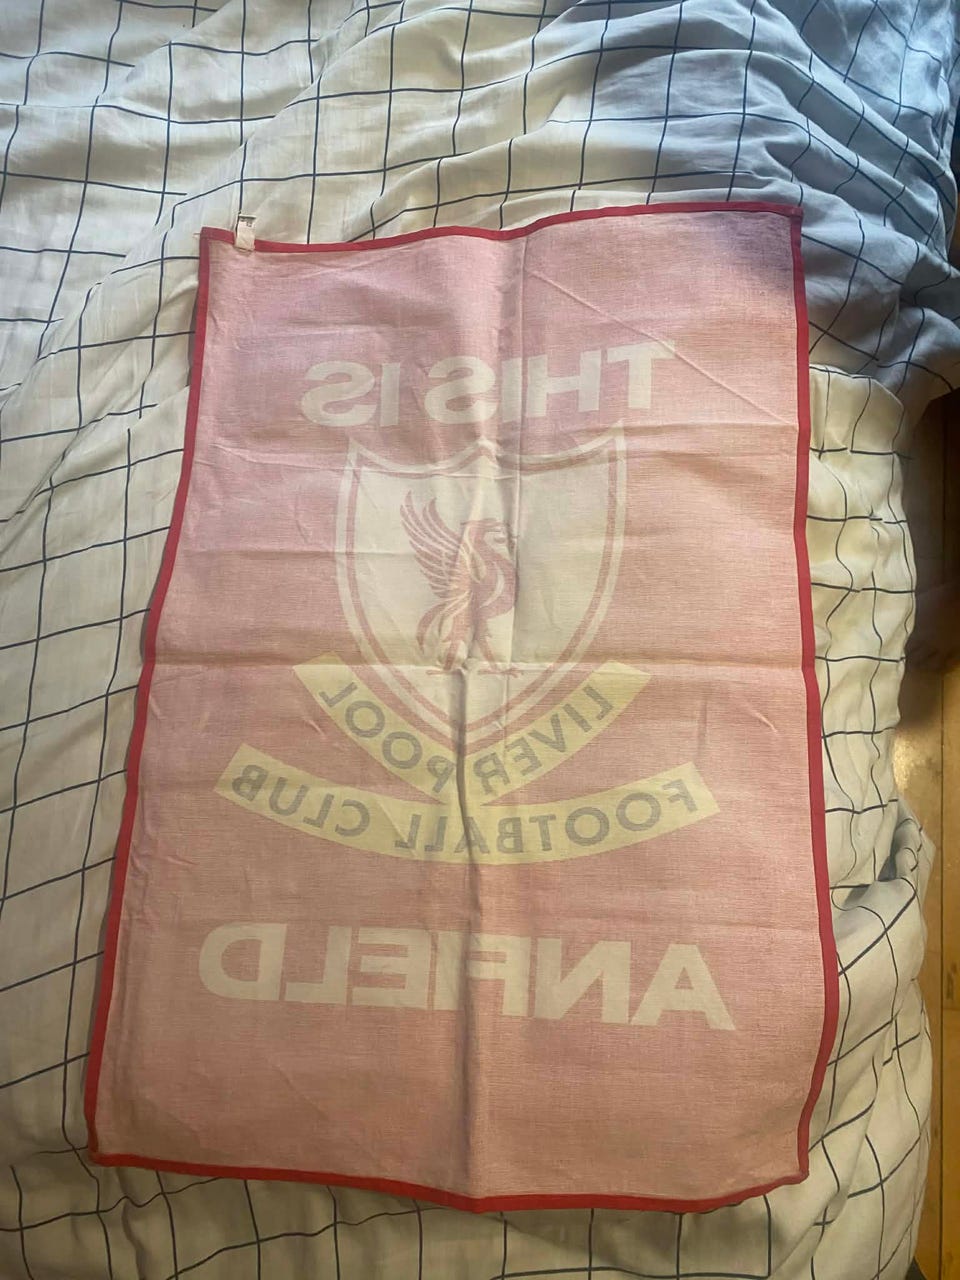 THIS IS
LIVERPOOL
FOOTBALL CLUB
ANFIELD